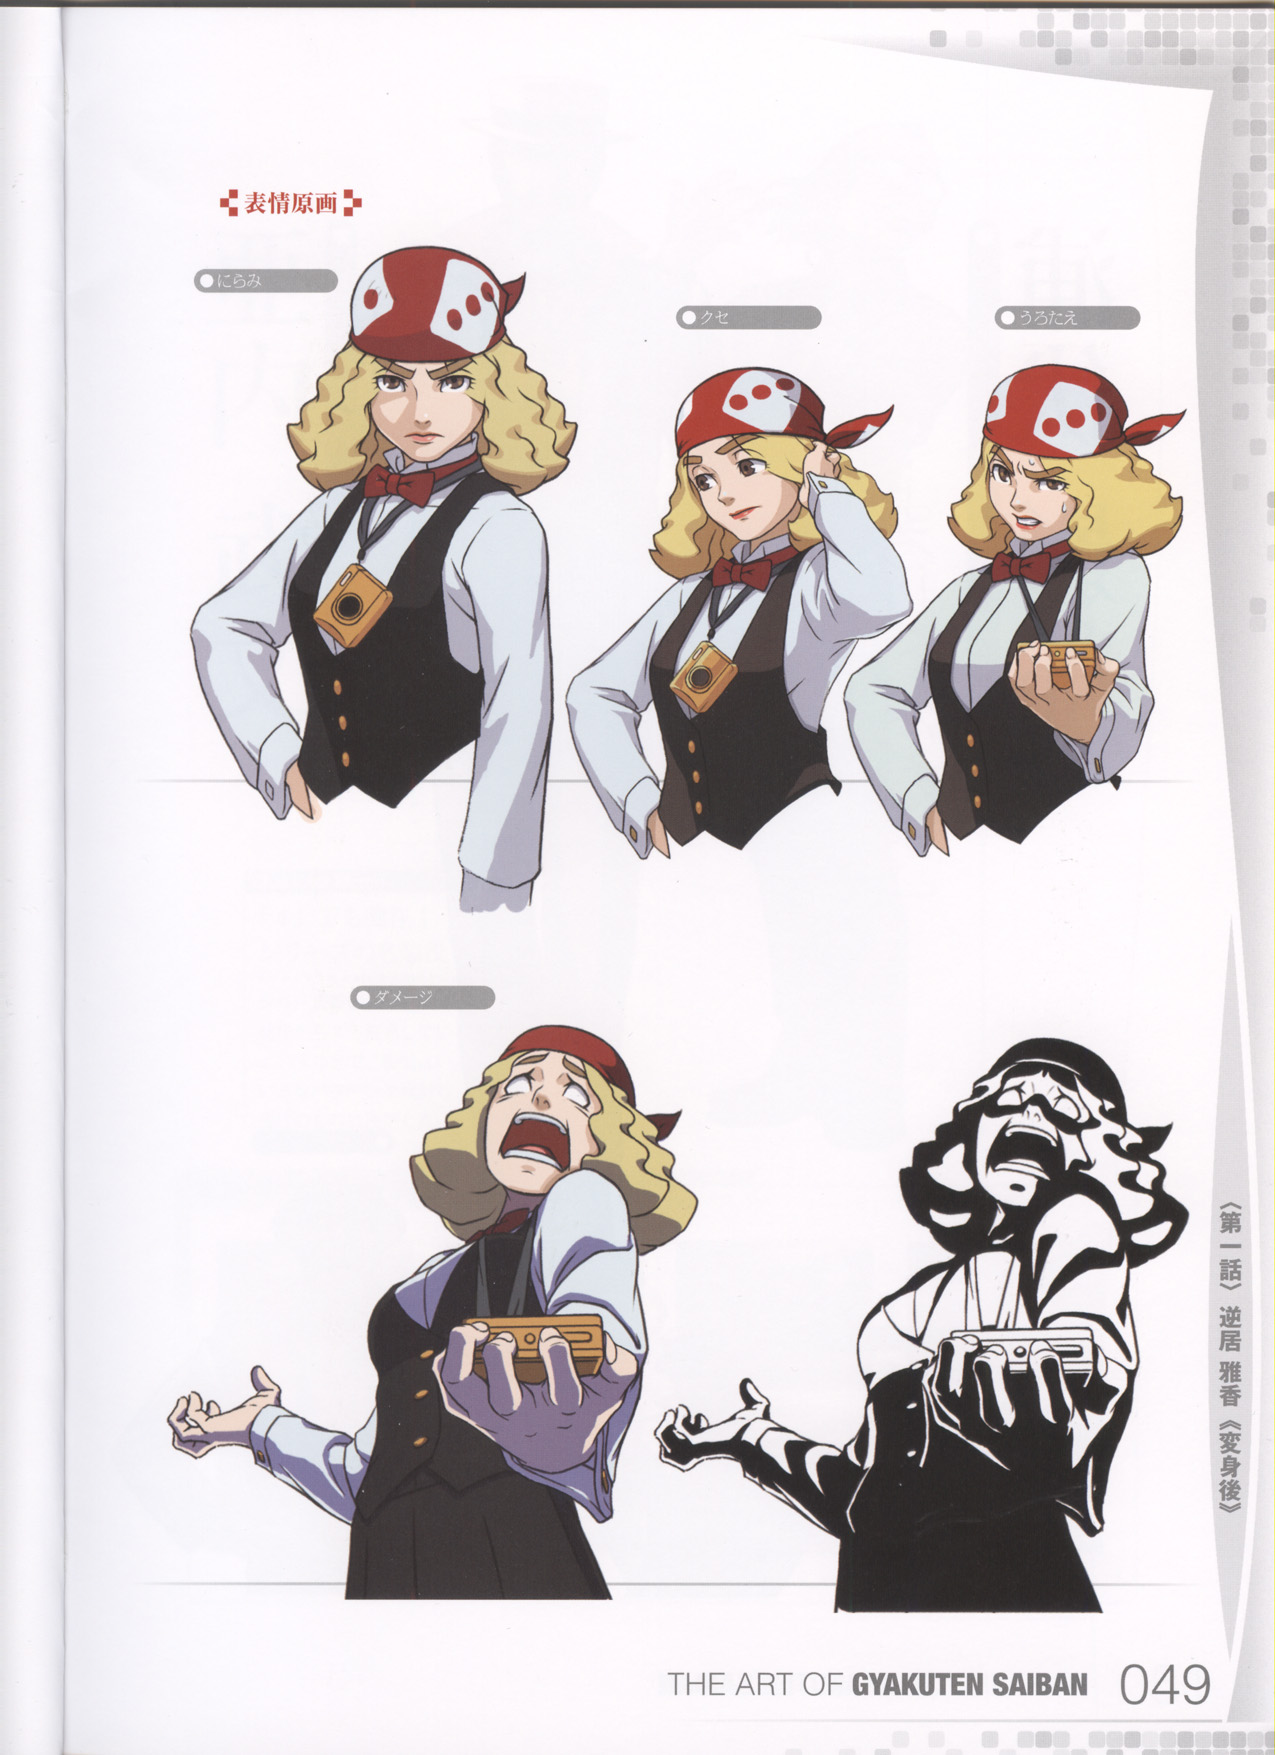 表情原画
にらみ
クセ
うろたえ
ダメージ
《第一話》 逆居 雅香 《変身後》
THE ART OF GYAKUTEN SAIBAN 049